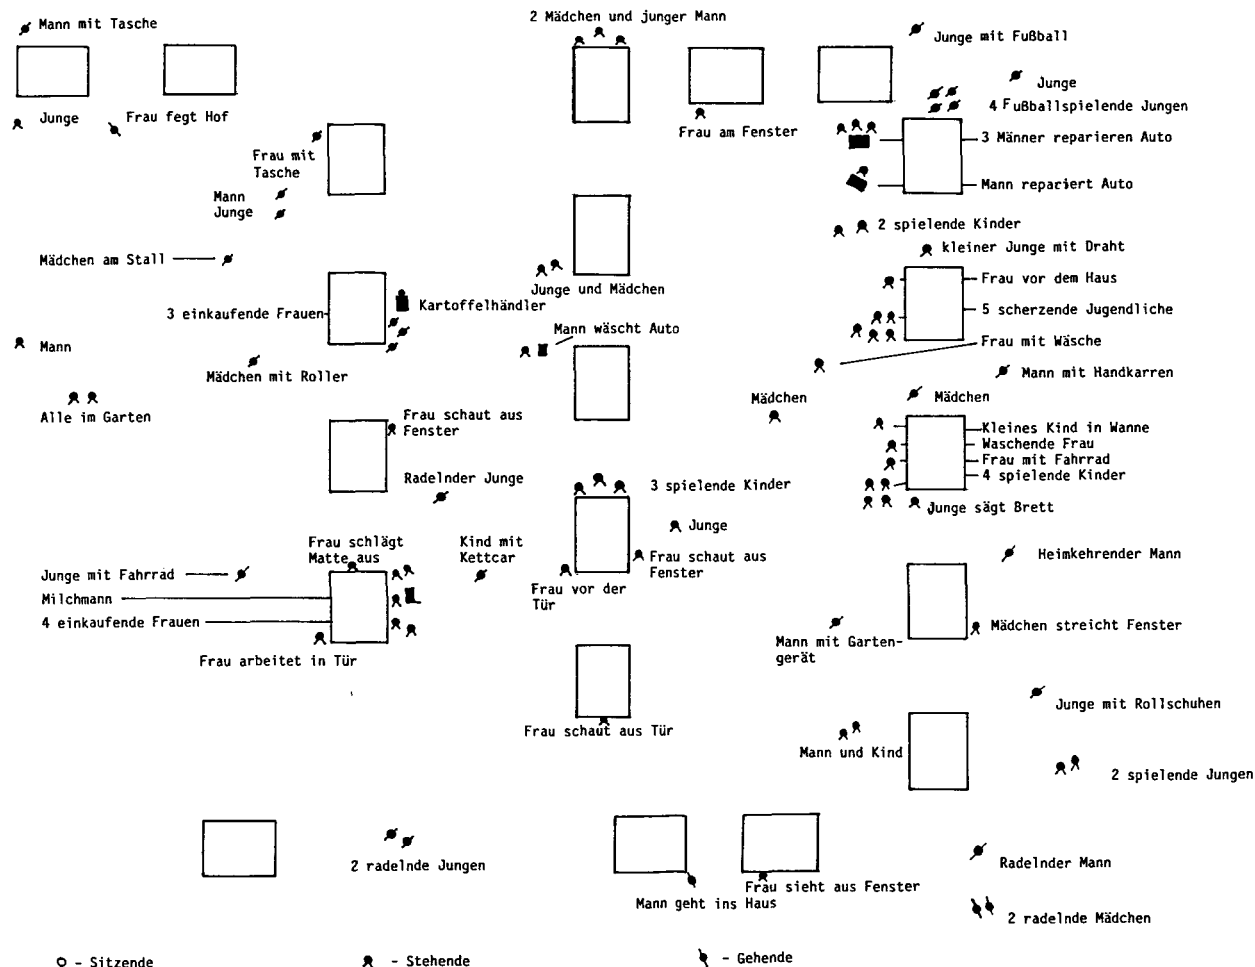 Mann mit Tasche
2 Mädchen und junger Mann
Junge mit Fußball
Junge
4 Fußballspielende Jungen
Junge
Frau fegt Hof
Frau am Fenster
3 Männer reparieren Auto
Frau mit
Tasche
Mann
Junge
Mann repariert Auto
2 spielende Kinder
kleiner Junge mit Draht
Mädchen am Stall
Frau vor dem Haus
Junge und Mädchen
3 einkaufende Frauen
Kartoffelhändler
5 scherzende Jugendliche
Mann wäscht Auto
Frau mit Wäsche
Mann
Mädchen mit Roller
Mann mit Handkarren
Mädchen
Mädchen
Alle im Garten
Frau schaut aus
Fenster
Kleines Kind in Wanne
Waschende Frau
Frau mit Fahrrad
4 spielende Kinder
Radelnder Junge
3 spielende Kinder
Junge sägt Brett
Junge
Frau schlägt
Matte aus
Kind mit
Kettcar
Frau schaut aus
Fenster
Heimkehrender Mann
Junge mit Fahrrad
Milchmann
4 einkaufende Frauen
Frau vor der
Tür
Mädchen streicht Fenster
Mann mit Garten-
gerät
Frau arbeitet in Tür
Junge mit Rollschuhen
Frau schaut aus Tür
Mann und Kind
2 spielende Jungen
2 radelnde Jungen
Radelnder Mann
Frau sieht aus Fenster
Mann geht ins Haus
2 radelnde Mädchen
- Sitzende
- Stehende
- Gehende